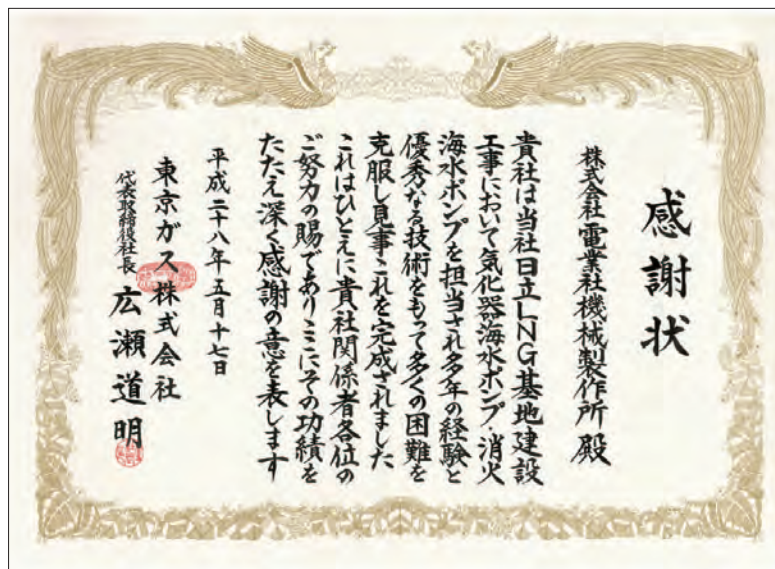 感謝状
株式会社電業社機械製作所殿
貴社は当社日立LNG基地建設
工事において気化器海水ポンプ・消火
海水ポンプを担当され多年の経験と
優秀なる技術をもって多くの困難を
克服し見事これを完成されました
これはひとえに貴社関係者各位の
ご努力の賜でありここにその功績を
たたえ深く感謝の意を表します
平成二十八年五月十七日
東京ガス株式会社
代表取締役社長 広瀬道明